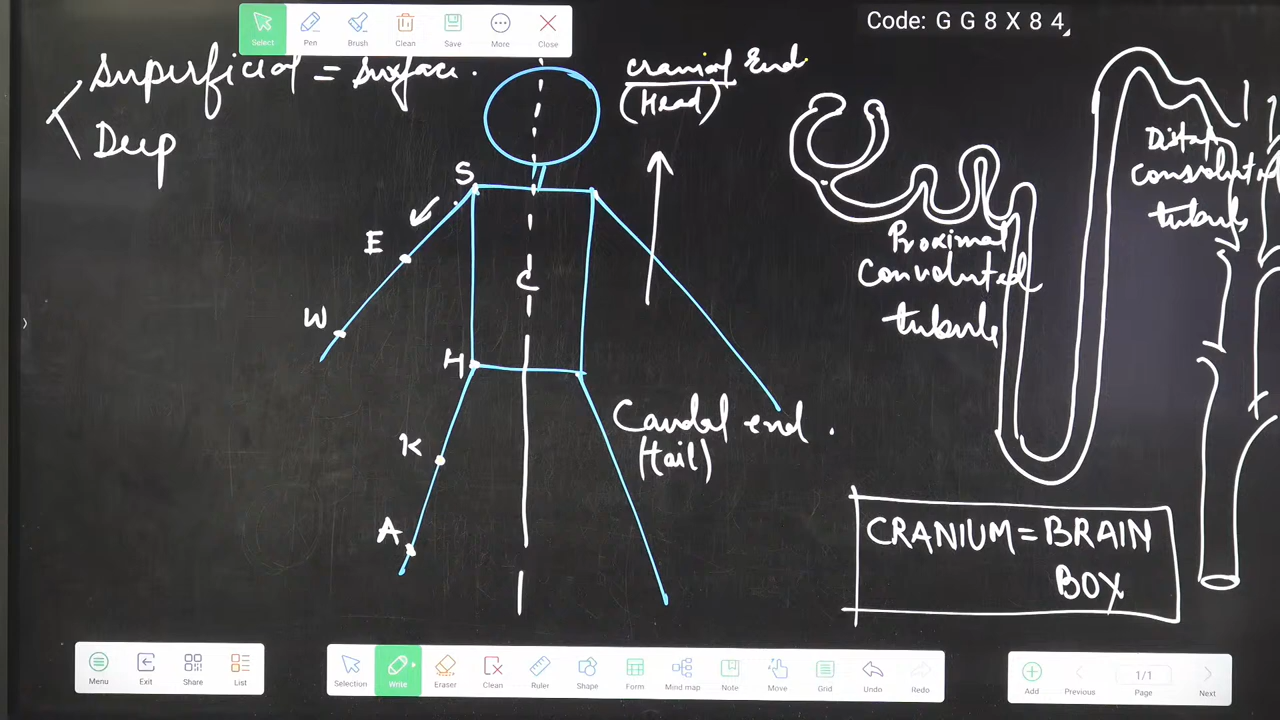 Select
Pen
Brush
Clean
Save
More
Close
Code: G G 8 X 8 4
Superficial = surface.
Deep
cranial End
(Head)
S
E
W
C
H
K
A
Caudal end.
(tail)
Proximal
Convoluted
tubule
Distal
Convoluted
tubule
CRANIUM = BRAIN
BOX
Menu
Exit
Share
List
Selection
Write
Eraser
Clean
Ruler
Shape
Form
Mind map
Note
Move
Grid
Undo
Redo
Add
Previous
1/1
Page
Next